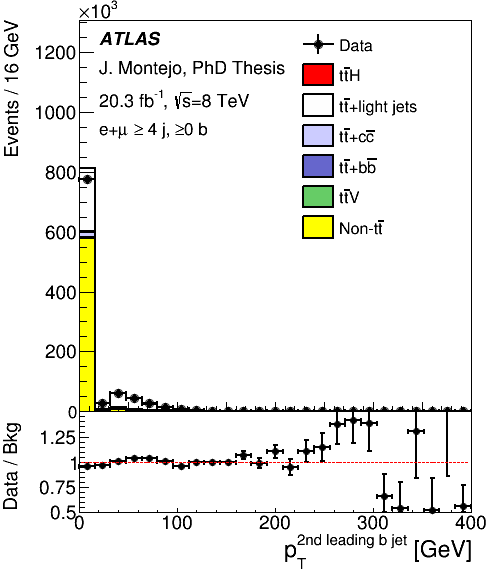 ×10³
Events / 16 GeV
1200
1000
800
600
400
200
0
ATLAS
J. Montejo, PhD Thesis
20.3 fb⁻¹, √s=8 TeV
e+μ ≥ 4 j, ≥0 b
Data
tt̄H
tt̄+light jets
tt̄+cc̄
tt̄+bb̄
tt̄V
Non-tt̄
Data / Bkg
1.25
1
0.75
0.5
0 100 200 300 400
p_T^2nd leading b jet [GeV]